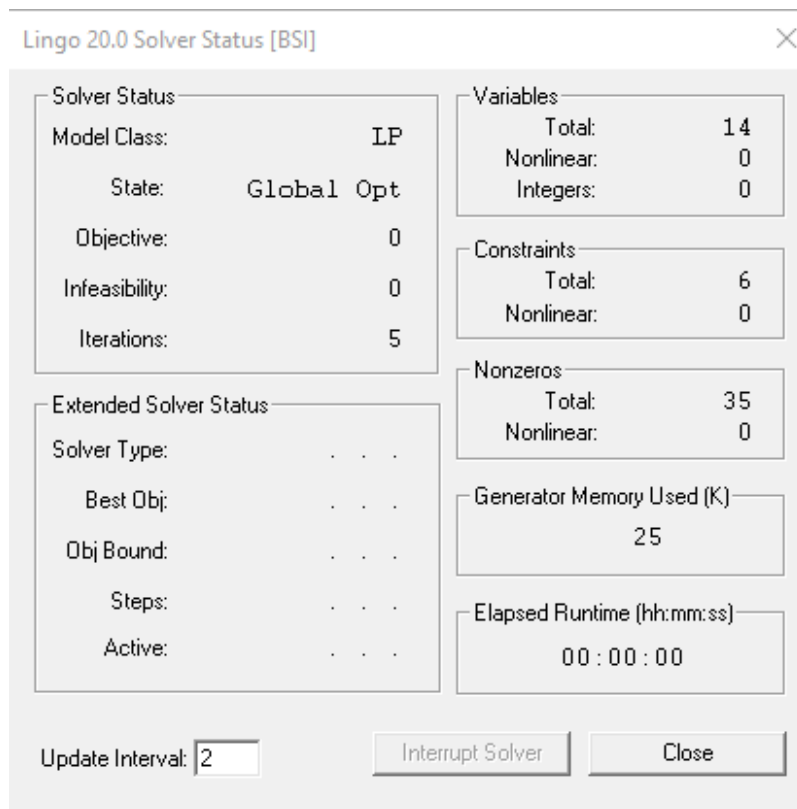 Lingo 20.0 Solver Status [BSI]
Solver Status
Model Class: LP
State: Global Opt
Objective: 0
Infeasibility: 0
Iterations: 5
Extended Solver Status
Solver Type: . . .
Best Obj: . . .
Obj Bound: . . .
Steps: . . .
Active: . . .
Variables
Total: 14
Nonlinear: 0
Integers: 0
Constraints
Total: 6
Nonlinear: 0
Nonzeros
Total: 35
Nonlinear: 0
Generator Memory Used (K)
25
Elapsed Runtime (hh:mm:ss)
00:00:00
Update Interval: 2
Interrupt Solver
Close